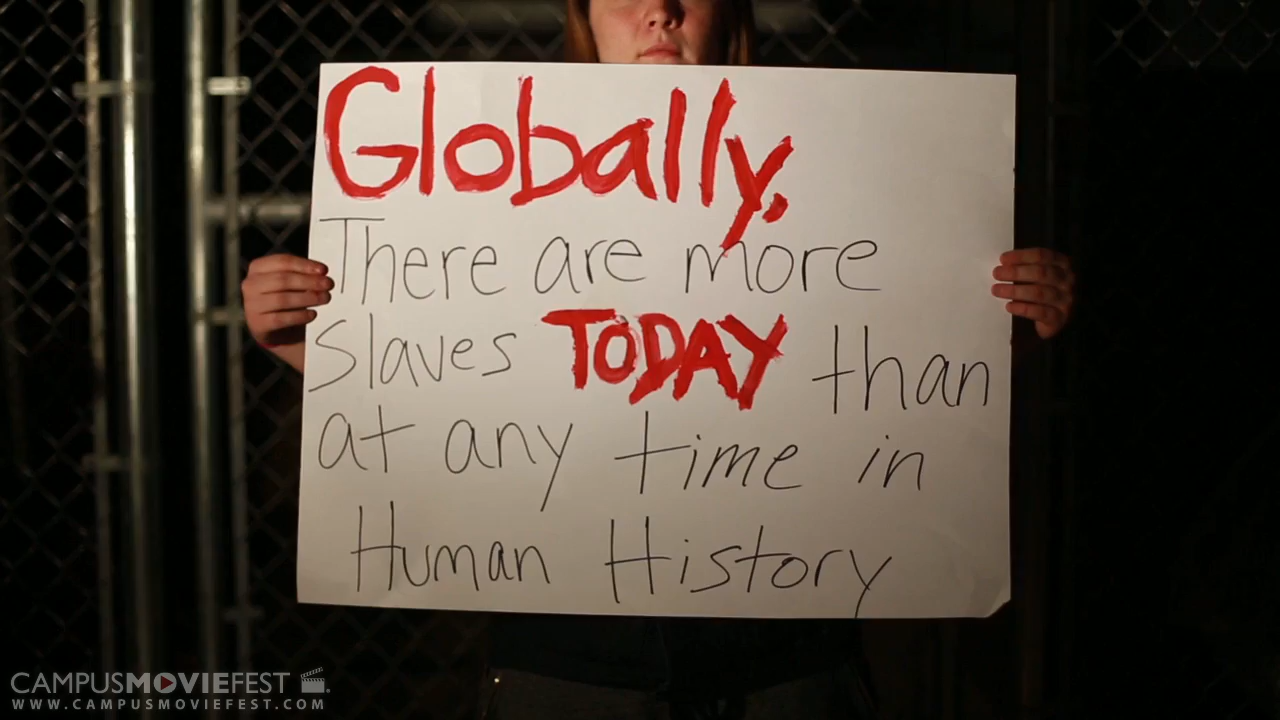 Globally,
There are more
Slaves TODAY than
at any time in
Human History
CAMPUSMOVIEFEST
WWW.CAMPUSMOVIEFEST.COM